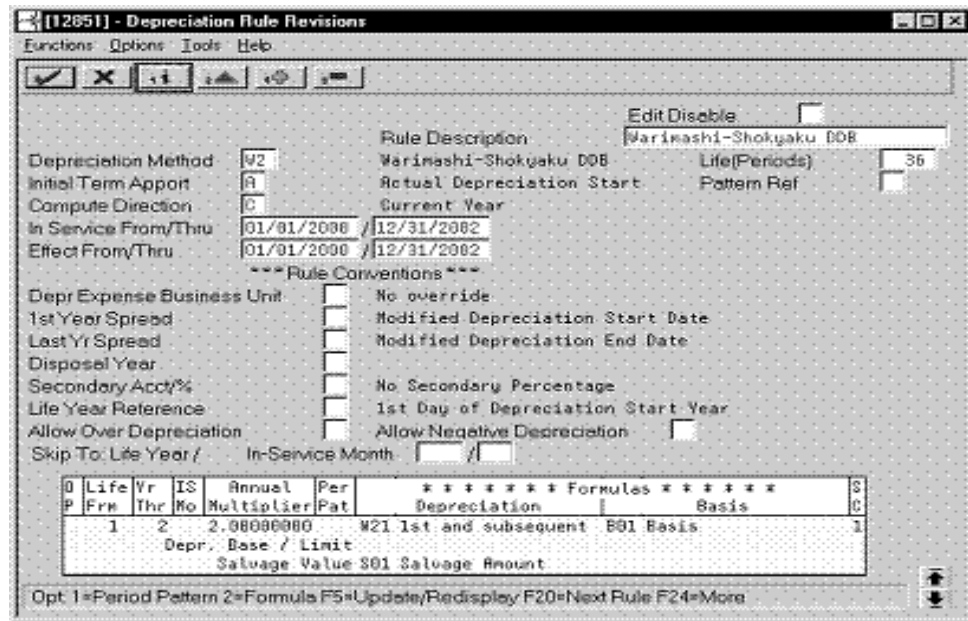 [12851] - Depreciation Rule Revisions
Functions Options Tools Help
Edit Disable
Rule Description Warimashi-Shokyaku DDB
Depreciation Method W2 Warimashi-Shokyaku DDB Life(Periods) 36
Initial Term Apport A Actual Depreciation Start Pattern Ref
Compute Direction C Current Year
In Service From/Thru 01/01/2000 / 12/31/2002
Effect From/Thru 01/01/2000 / 12/31/2002
***Rule Conventions***
Depr Expense Business Unit No override
1st Year Spread Modified Depreciation Start Date
Last Yr Spread Modified Depreciation End Date
Disposal Year
Secondary Acct/% No Secondary Percentage
Life Year Reference 1st Day of Depreciation Start Year
Allow Over Depreciation Allow Negative Depreciation
Skip To: Life Year / In-Service Month /
O Life Yr IS Annual Per * * * * * * * Formulas * * * * * * S
P Frm Thr Mo Multiplier Pat Depreciation Basis C
1 2 2.00000000 W21 1st and subsequent B01 Basis 1
Depr. Base / Limit
Salvage Value S01 Salvage Amount
Opt: 1=Period Pattern 2=Formula F5=Update/Redisplay F20=Next Rule F24=More